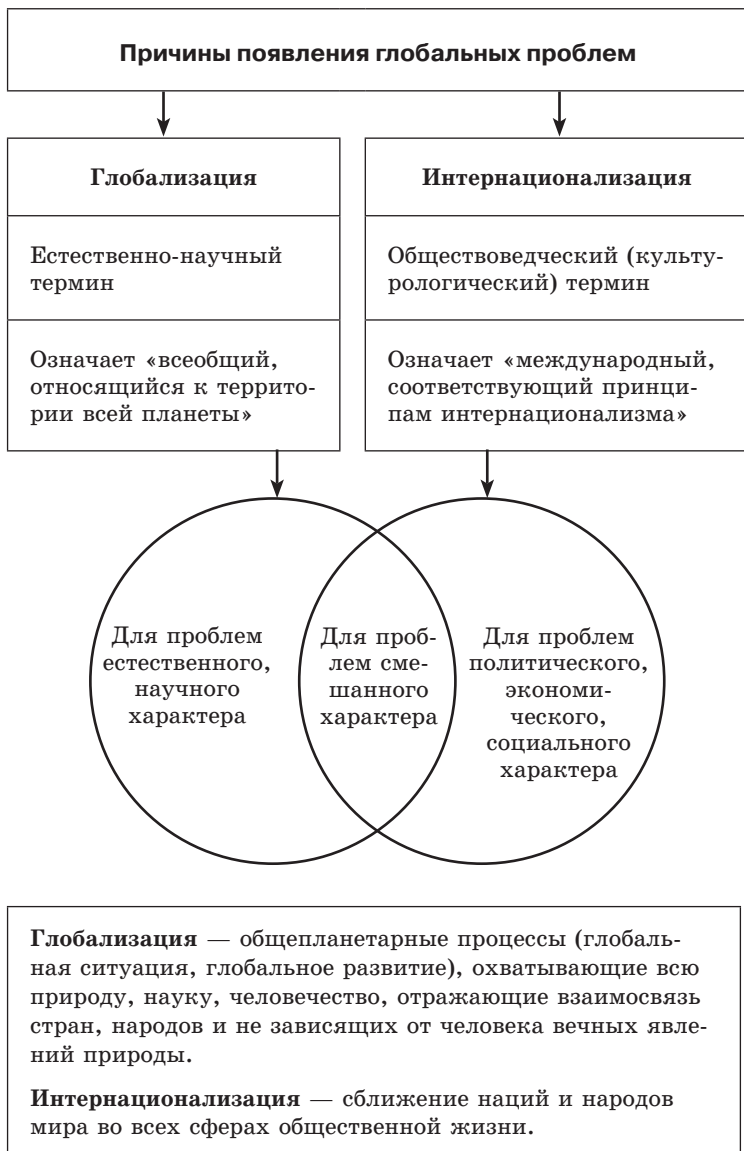 Причины появления глобальных проблем
Глобализация
Естественно-научный
термин
Означает «всеобщий,
относящийся к террито-
рии всей планеты»
Интернационализация
Обществоведческий (культу-
рологический) термин
Означает «международный,
соответствующий принци-
пам интернационализма»
Для проблем
естественного,
научного
характера
Для проб-
лем сме-
шанного
характера
Для проблем
политического,
экономи-
ческого,
социального
характера
Глобализация — общепланетарные процессы (глобаль-
ная ситуация, глобальное развитие), охватывающие всю
природу, науку, человечество, отражающие взаимосвязь
стран, народов и не зависящих от человека вечных явле-
ний природы.
Интернационализация — сближение наций и народов
мира во всех сферах общественной жизни.